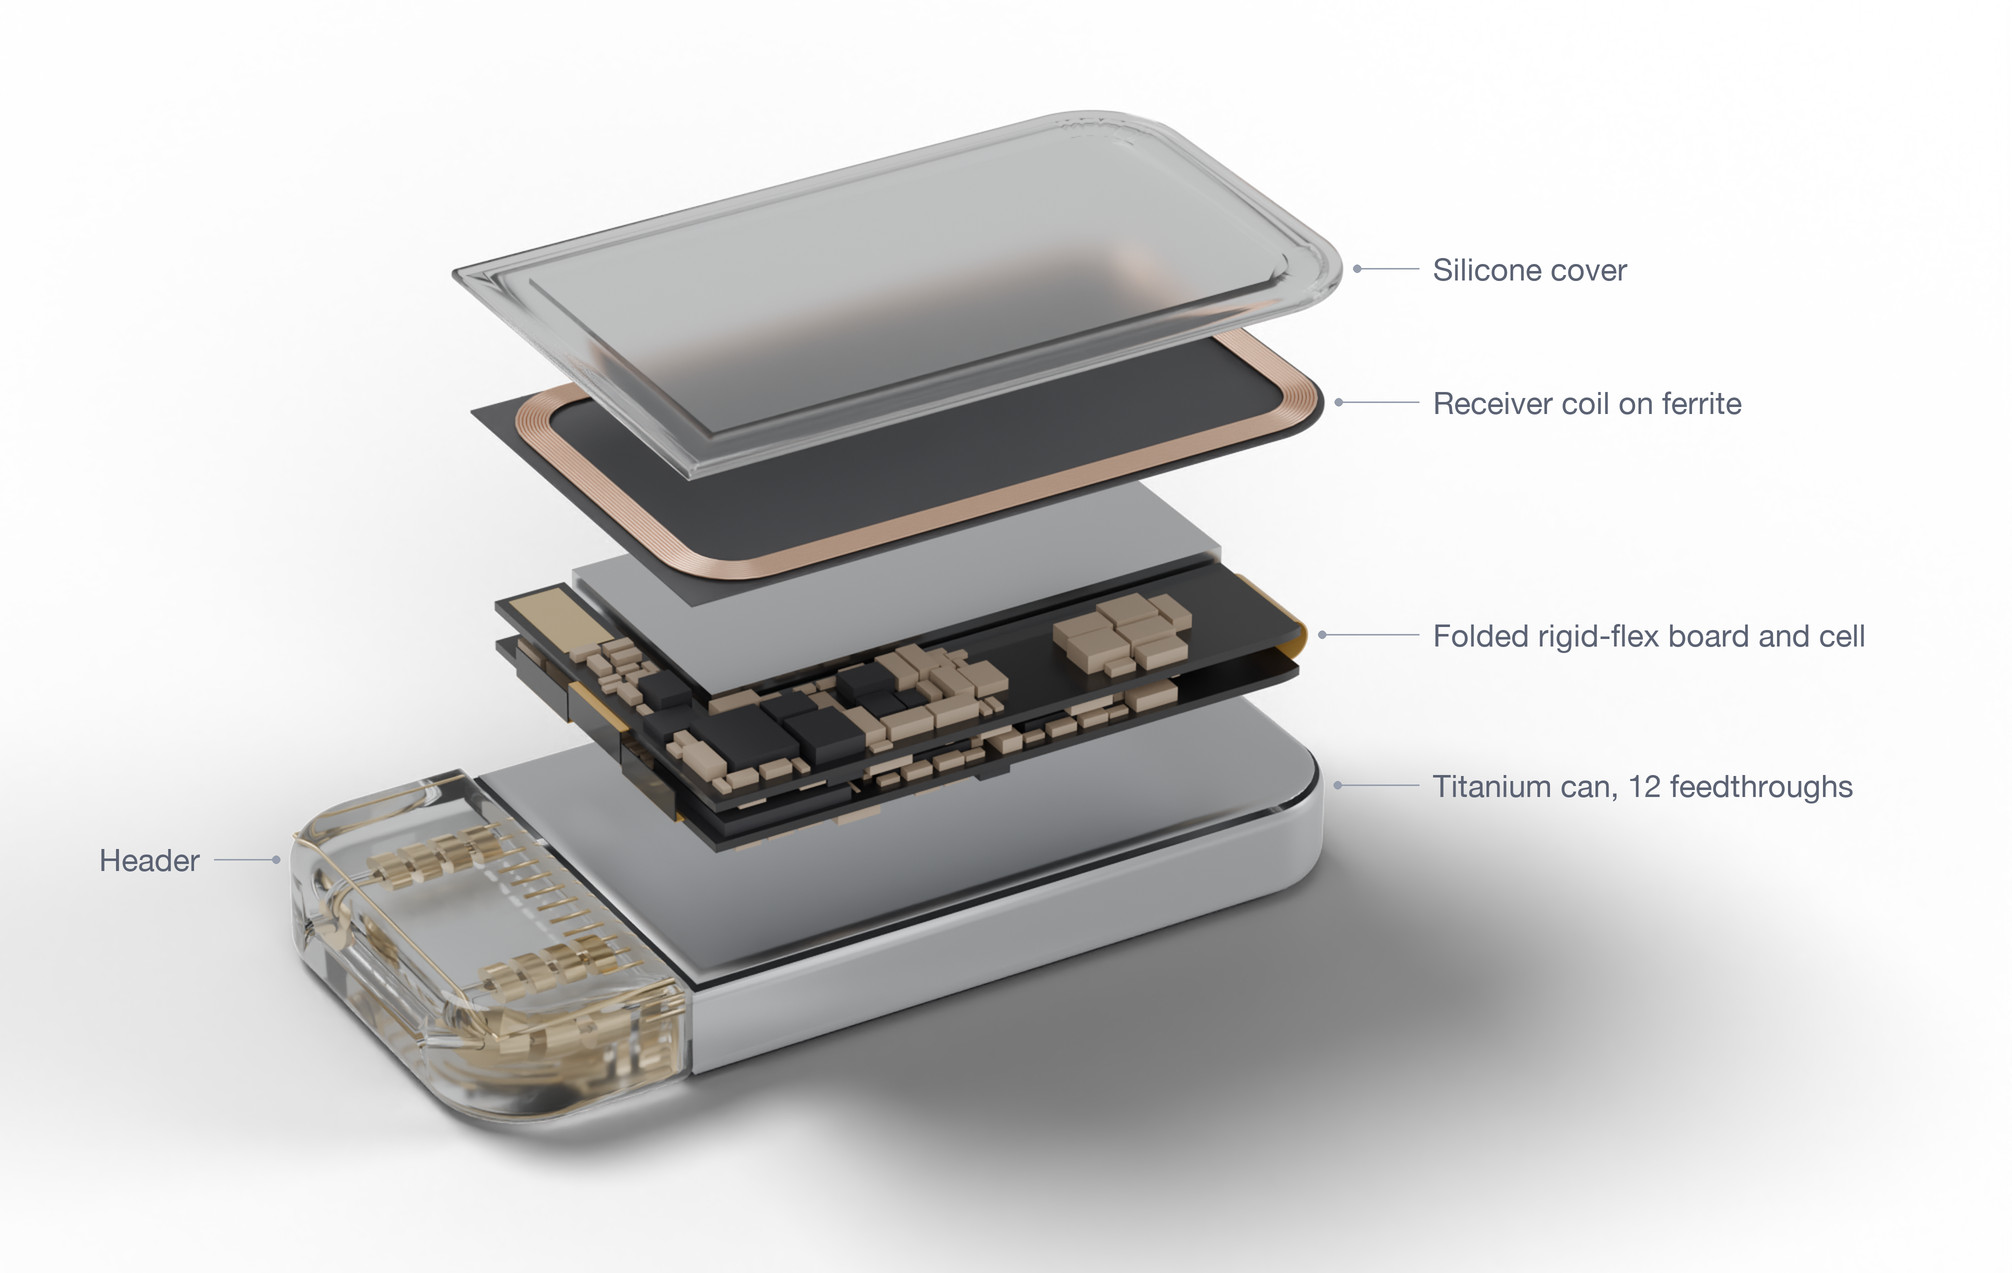 Silicone cover
Receiver coil on ferrite
Folded rigid-flex board and cell
Titanium can, 12 feedthroughs
Header